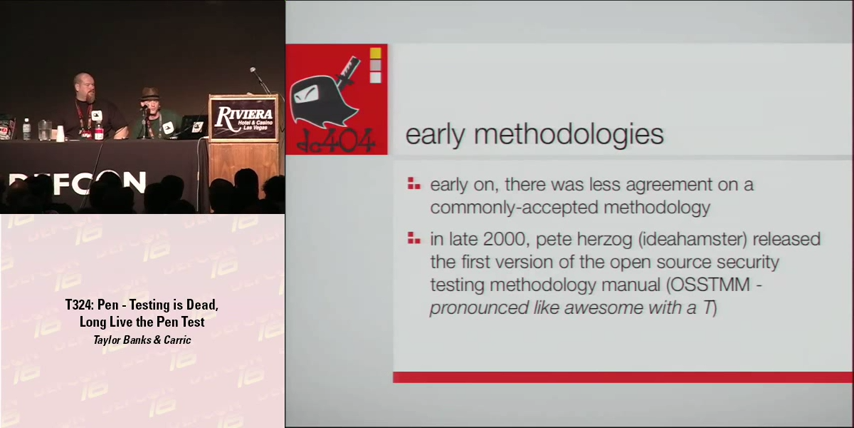 RIVIERA
Hotel & Casino
Las Vegas
DEFCON
T324: Pen - Testing is Dead,
Long Live the Pen Test
Taylor Banks & Carric
dc404
early methodologies
early on, there was less agreement on a
commonly-accepted methodology
in late 2000, pete herzog (ideahamster) released
the first version of the open source security
testing methodology manual (OSSTMM -
pronounced like awesome with a T)